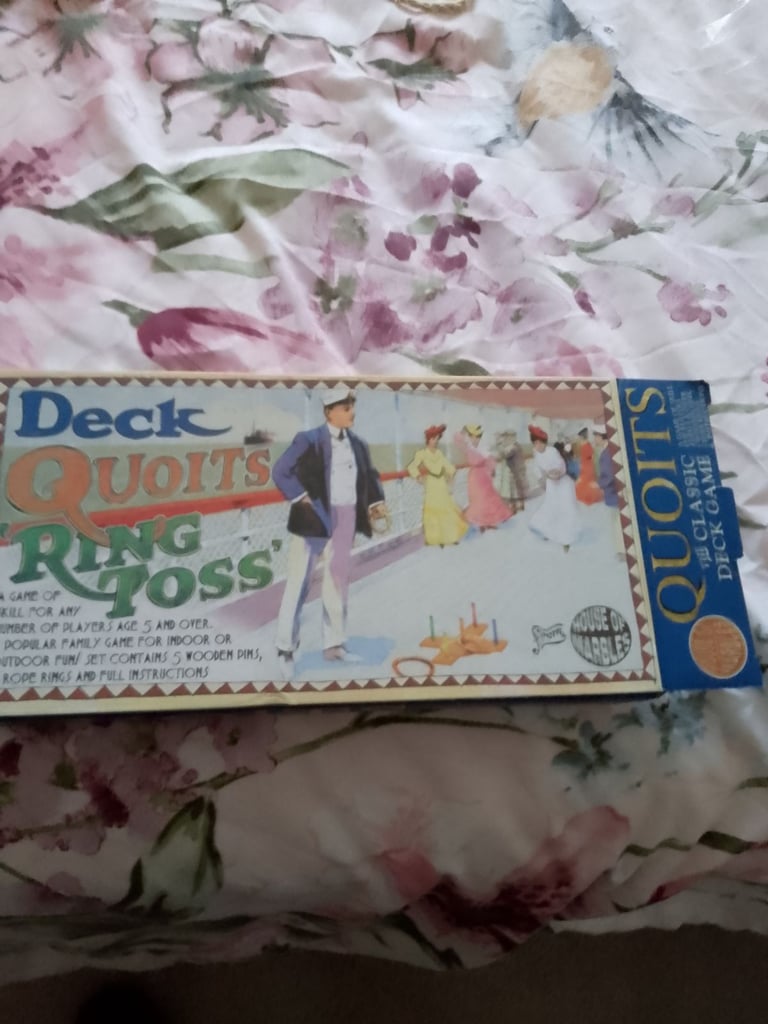 Deck
QUOITS
'RING
TOSS'
A GAME OF
SKILL FOR ANY
NUMBER OF PLAYERS AGE 5 AND OVER.
POPULAR FAMILY GAME FOR INDOOR OR
OUTDOOR FUN! SET CONTAINS 5 WOODEN PINS,
ROPE RINGS AND FULL INSTRUCTIONS
HOUSE OF
MARBLES
QUOITS
THE CLASSIC
DECK GAME